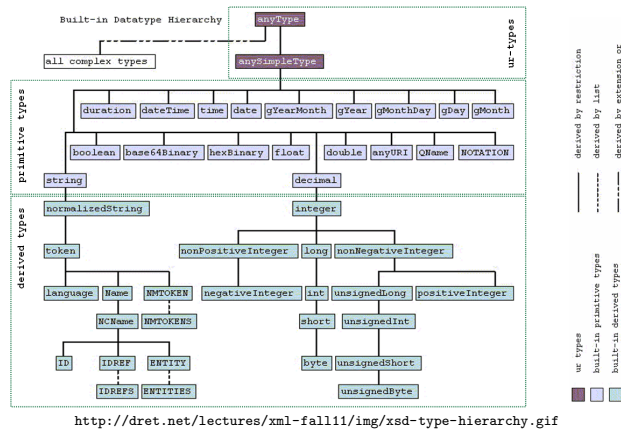 Built-in Datatype Hierarchy
anyType
all complex types
anySimpleType
ur-types
primitive types
duration dateTime time date gYearMonth gYear gMonthDay gDay gMonth
boolean base64Binary hexBinary float double anyURI QName NOTATION
string decimal
derived types
normalizedString integer
token nonPositiveInteger long nonNegativeInteger
language Name NMTOKEN negativeInteger int unsignedLong positiveInteger
NCName NMTOKENS short unsignedInt
ID IDREF ENTITY byte unsignedShort
IDREFS ENTITIES unsignedByte
ur types
built-in primitive types
built-in derived types
derived by restriction
derived by list
derived by extension or
http://dret.net/lectures/xml-fall11/img/xsd-type-hierarchy.gif